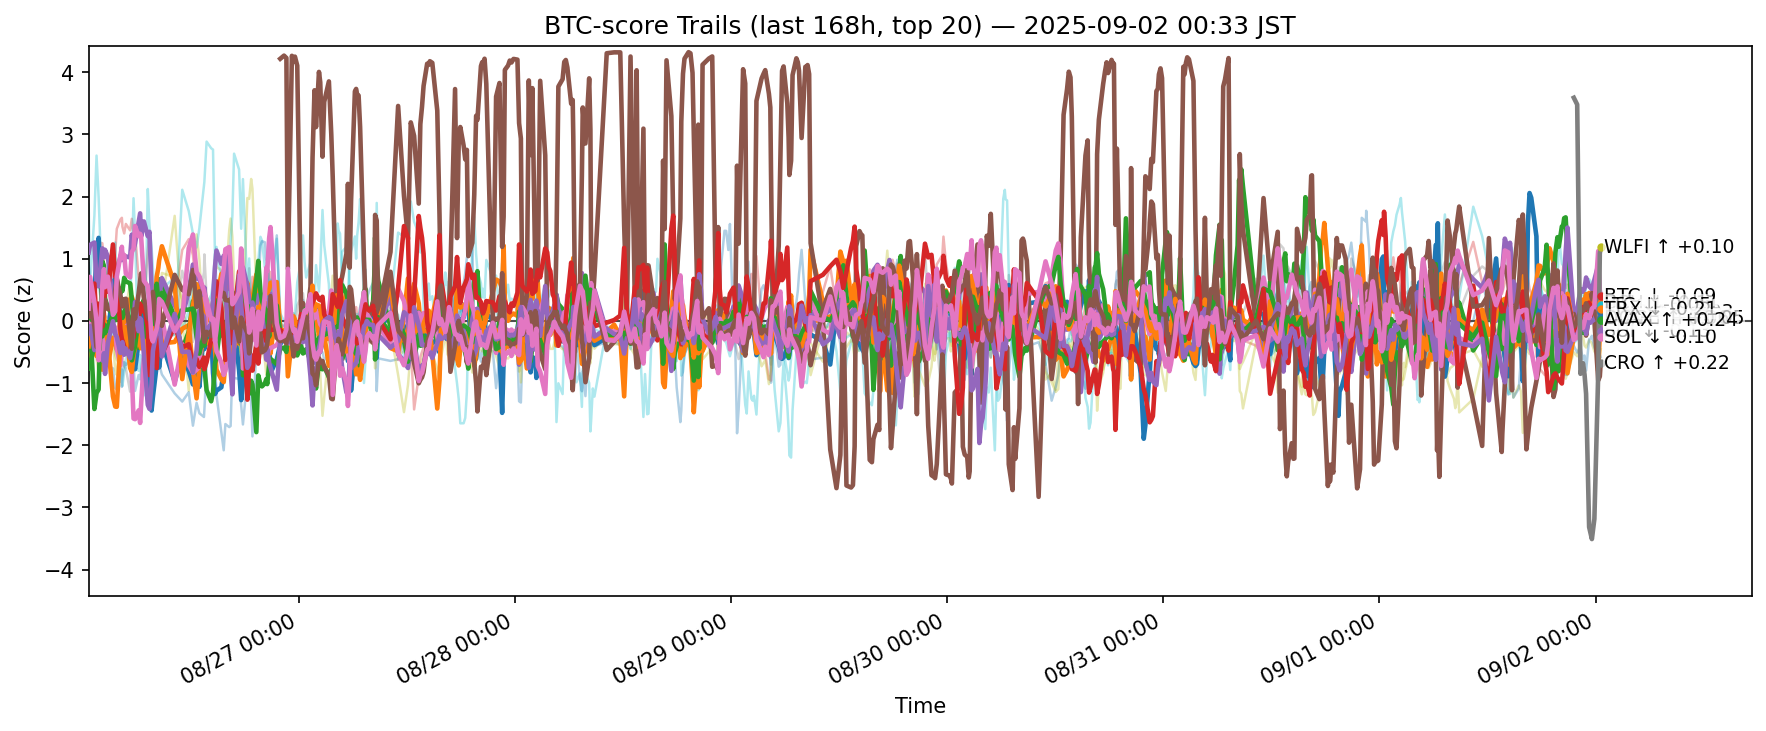 BTC-score Trails (last 168h, top 20) — 2025-09-02 00:33 JST
Score (z)
4
3
2
1
0
−1
−2
−3
−4
WLFI ↑ +0.10
BTC ↓ -0.09
AVAX ↑ +0.24
SOL ↓ -0.10
CRO ↑ +0.22
08/27 00:00
08/28 00:00
08/29 00:00
08/30 00:00
08/31 00:00
09/01 00:00
09/02 00:00
Time